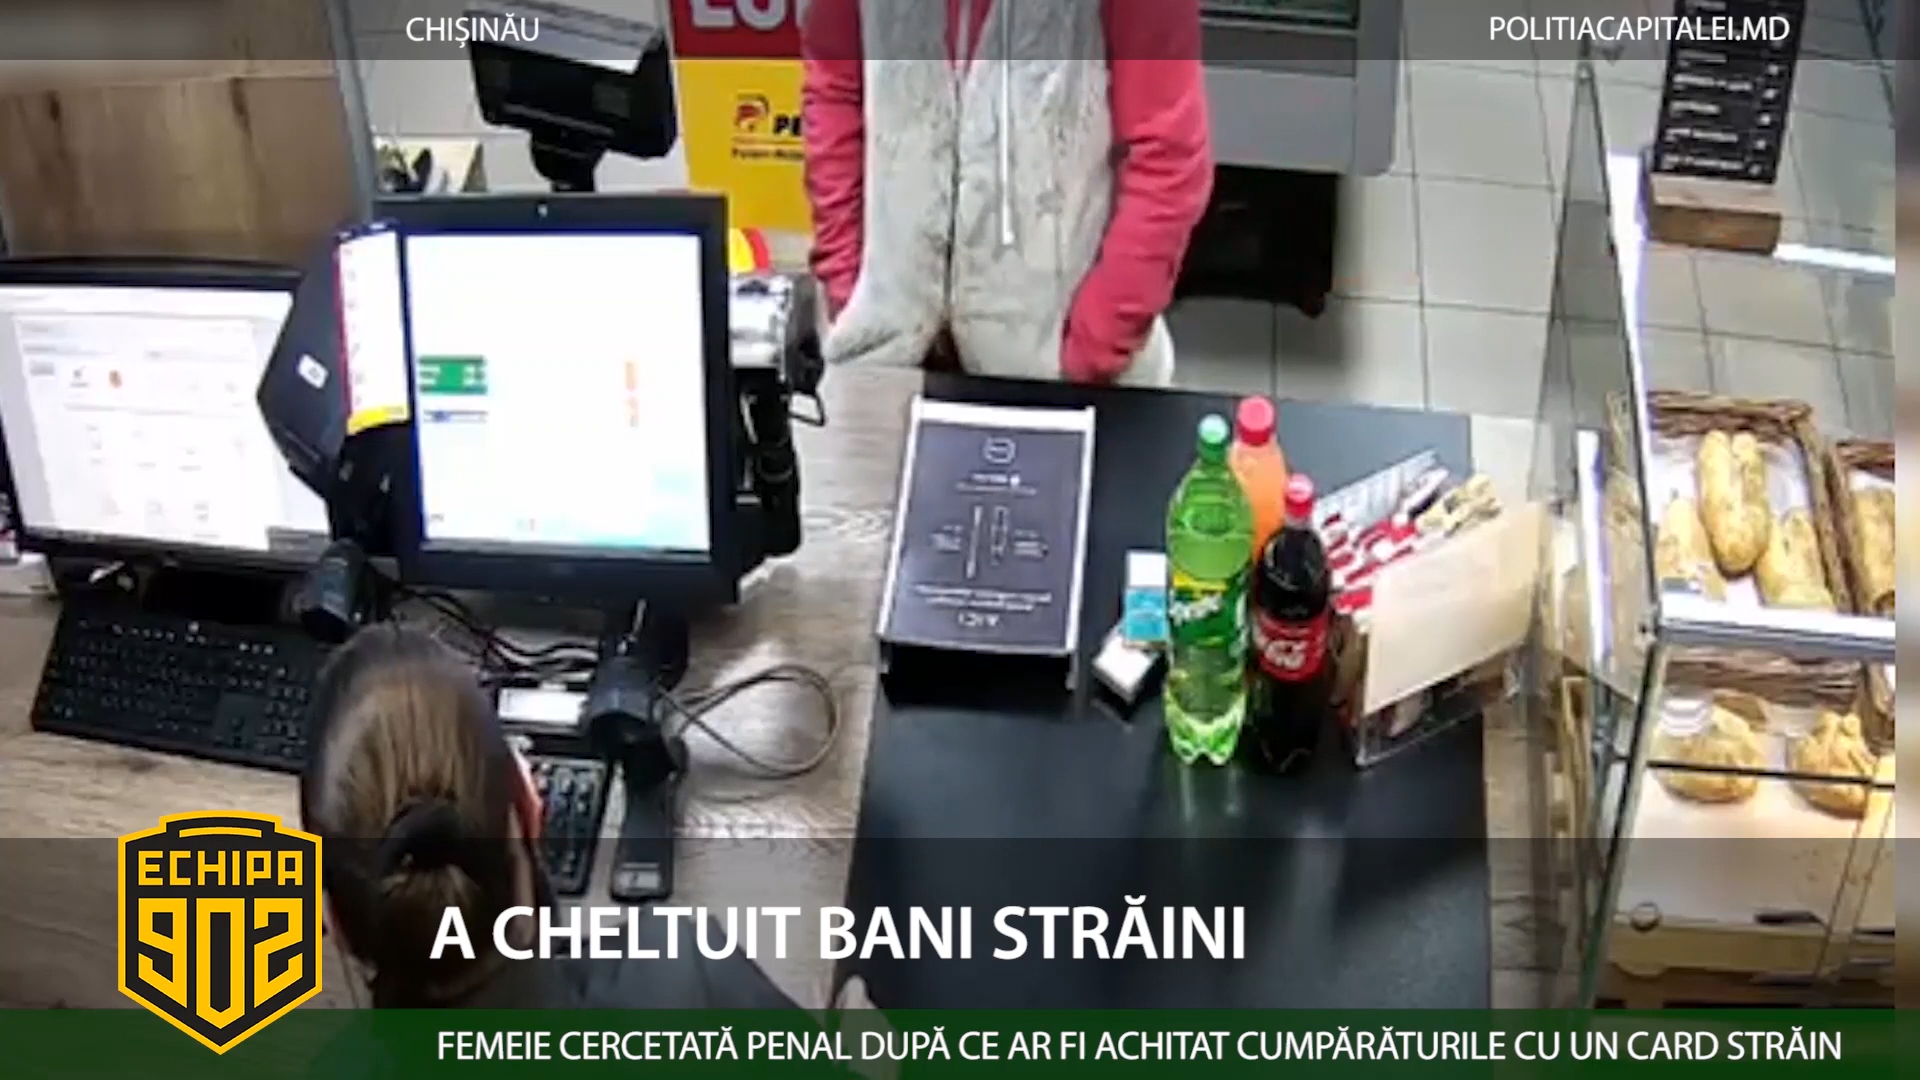 CHIȘINĂU
POLITIACAPITALEI.MD
AICI
ECHIPA
902
A CHELTUIT BANI STRĂINI
FEMEIE CERCETATĂ PENAL DUPĂ CE AR FI ACHITAT CUMPĂRĂTURILE CU UN CARD STRĂIN